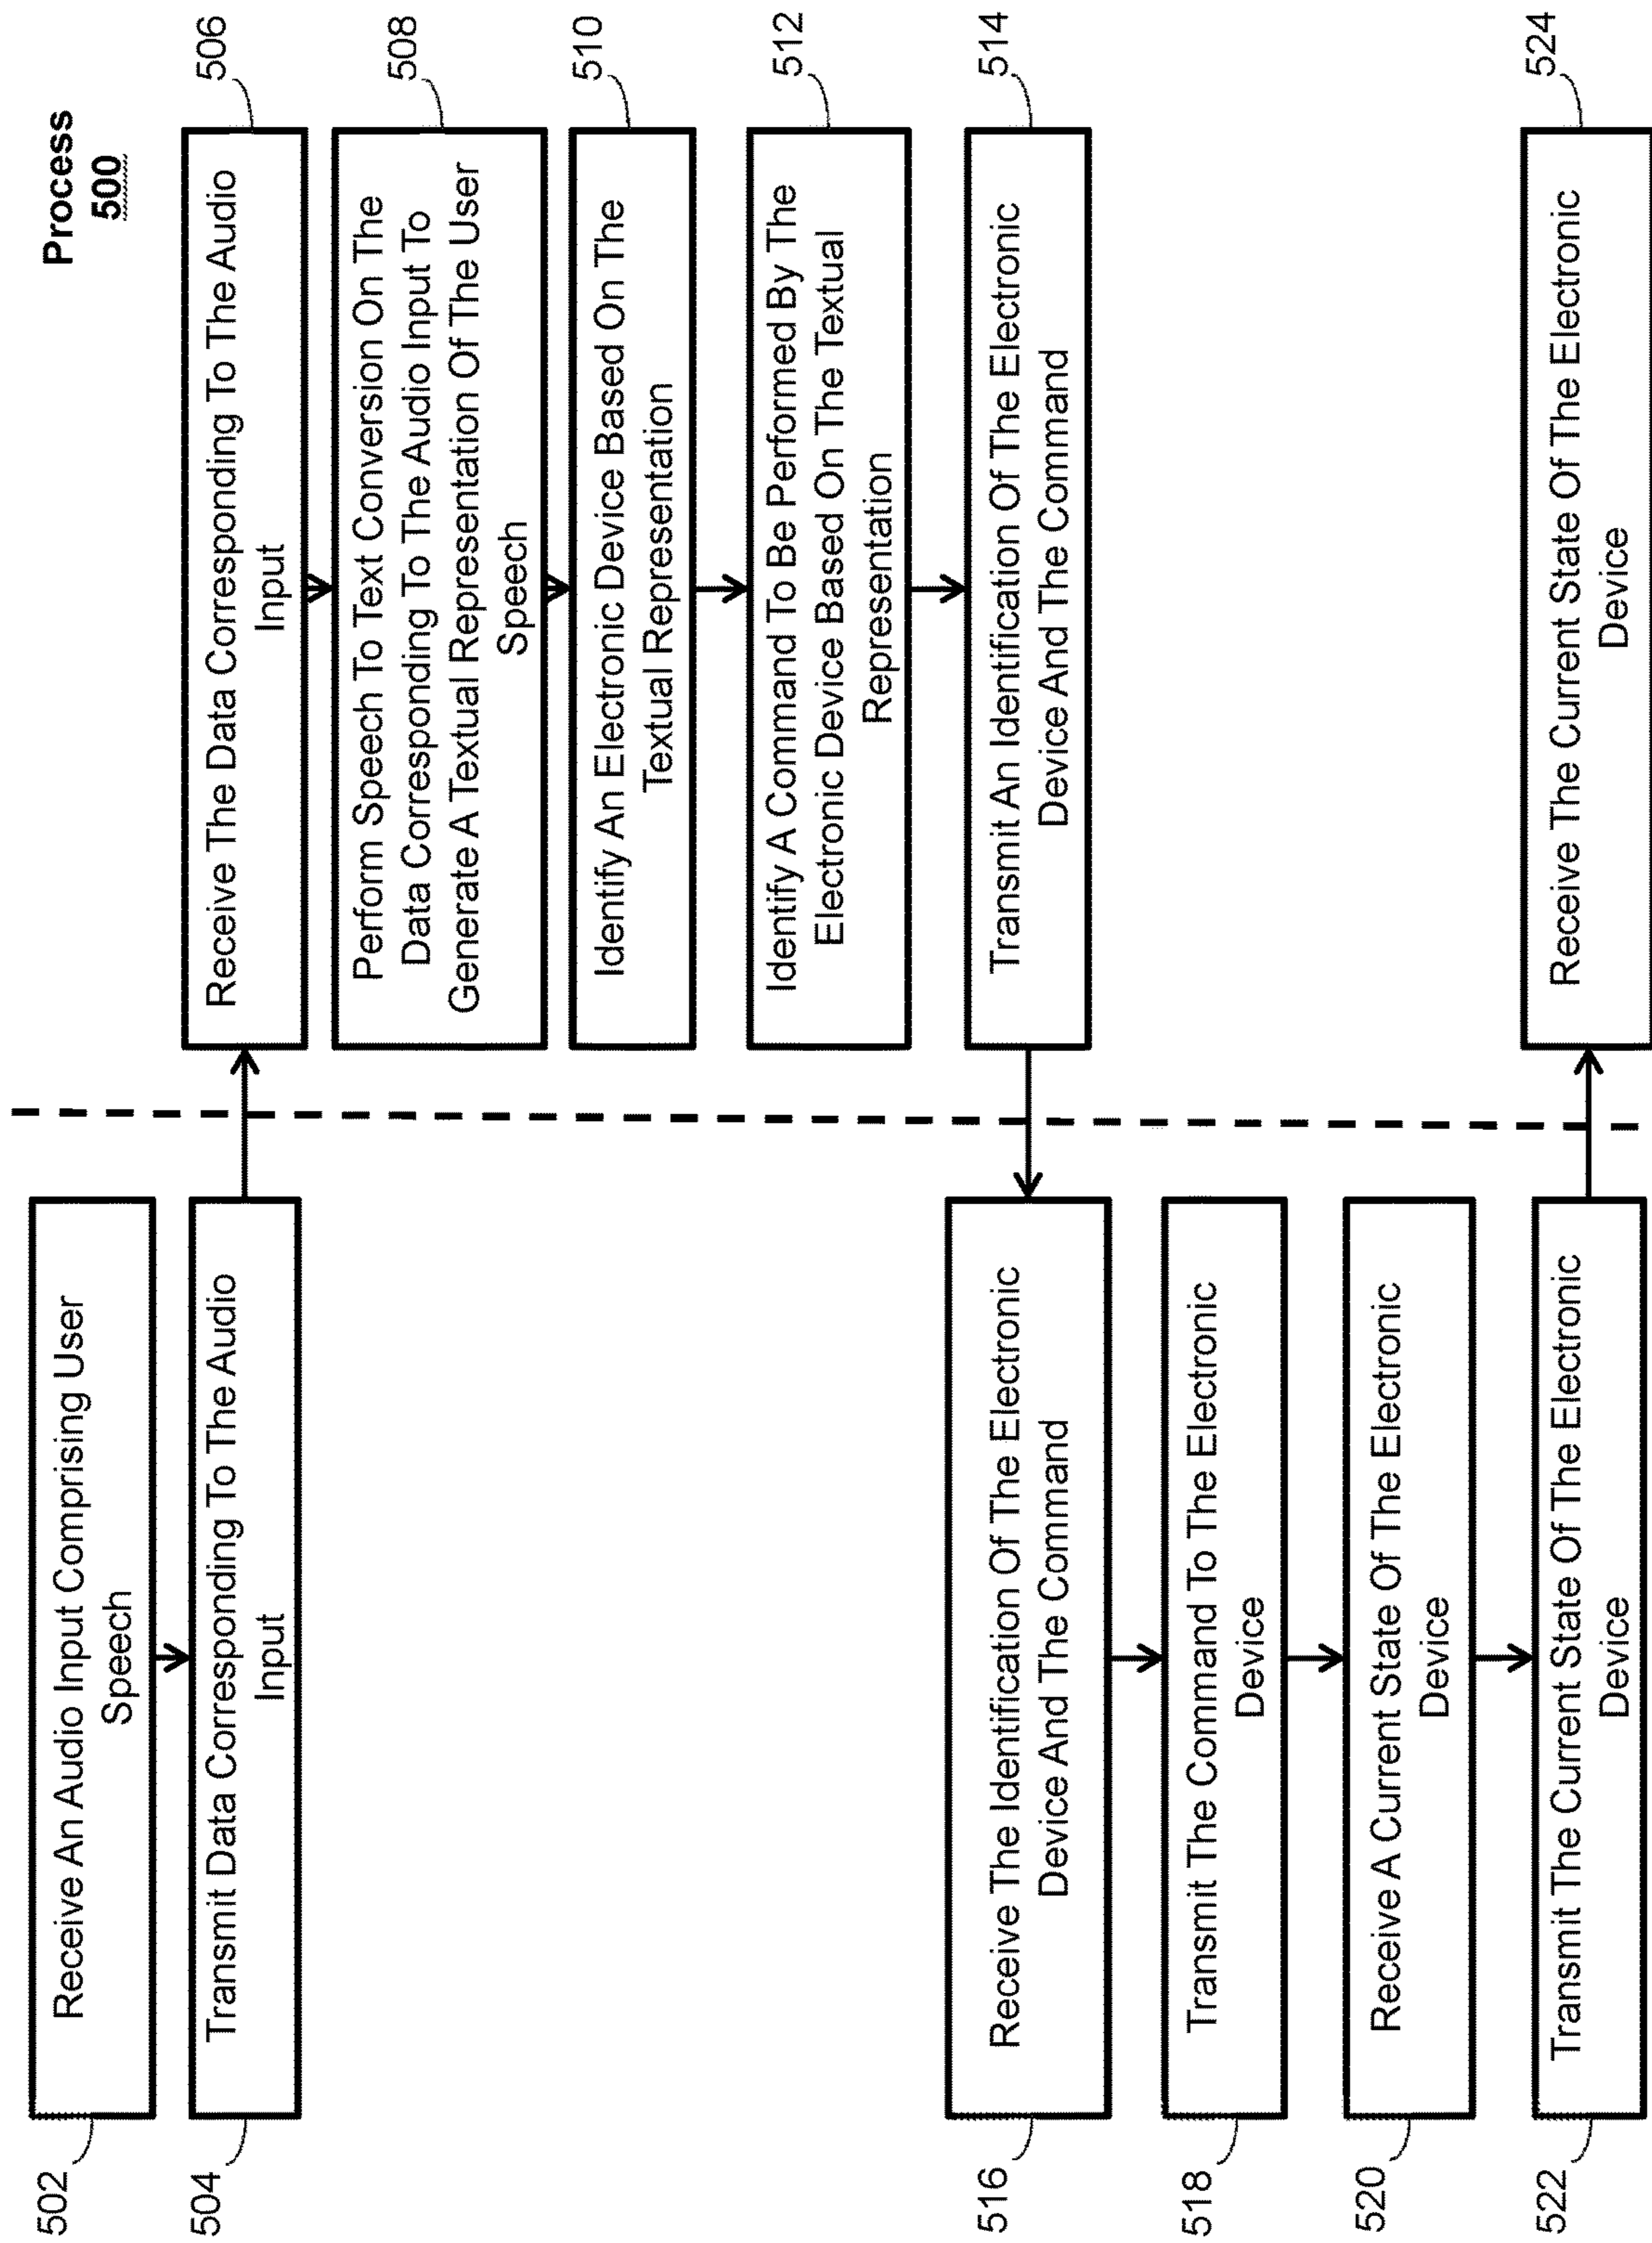 Process
500
502
Receive An Audio Input Comprising User
Speech
504
Transmit Data Corresponding To The Audio
Input
Receive The Data Corresponding To The Audio
Input
506
Perform Speech To Text Conversion On The
Data Corresponding To The Audio Input To
Generate A Textual Representation Of The User
Speech
508
Identify An Electronic Device Based On The
Textual Representation
510
Identify A Command To Be Performed By The
Electronic Device Based On The Textual
Representation
512
Transmit An Identification Of The Electronic
Device And The Command
514
516
Receive The Identification Of The Electronic
Device And The Command
518
Transmit The Command To The Electronic
Device
520
Receive A Current State Of The Electronic
Device
522
Transmit The Current State Of The Electronic
Device
Receive The Current State Of The Electronic
Device
524